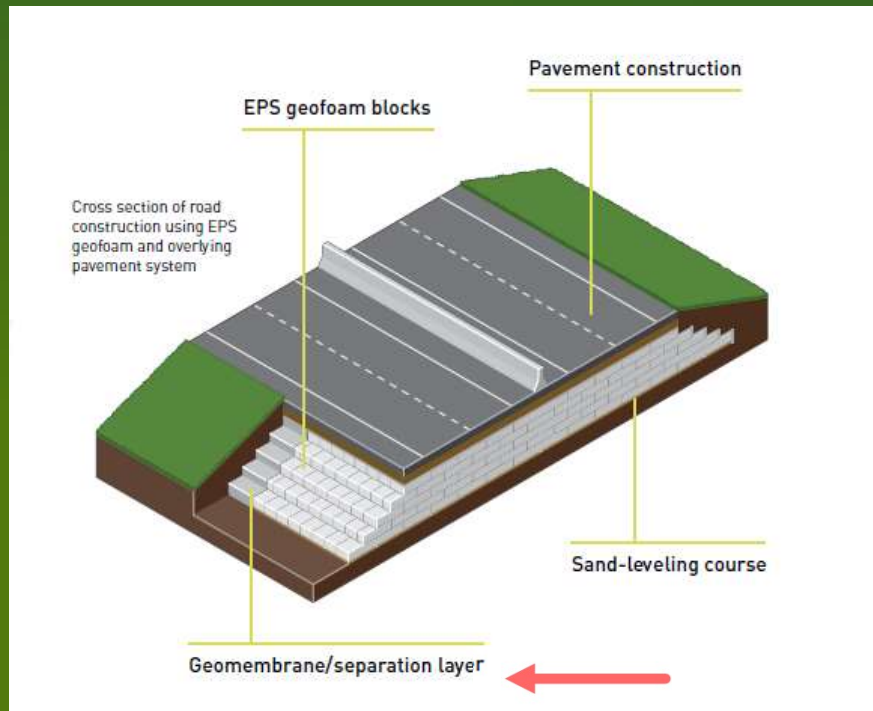 Pavement construction
EPS geofoam blocks
Cross section of road
construction using EPS
geofoam and overlying
pavement system
Sand-leveling course
Geomembrane/separation layer